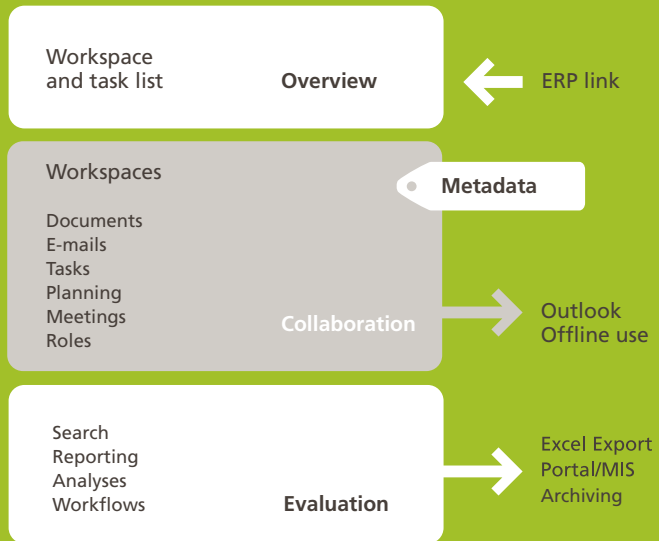 Workspace
and task list
Overview
ERP link
Workspaces
Metadata
Documents
E-mails
Tasks
Planning
Meetings
Roles
Collaboration
Outlook
Offline use
Search
Reporting
Analyses
Workflows
Evaluation
Excel Export
Portal/MIS
Archiving